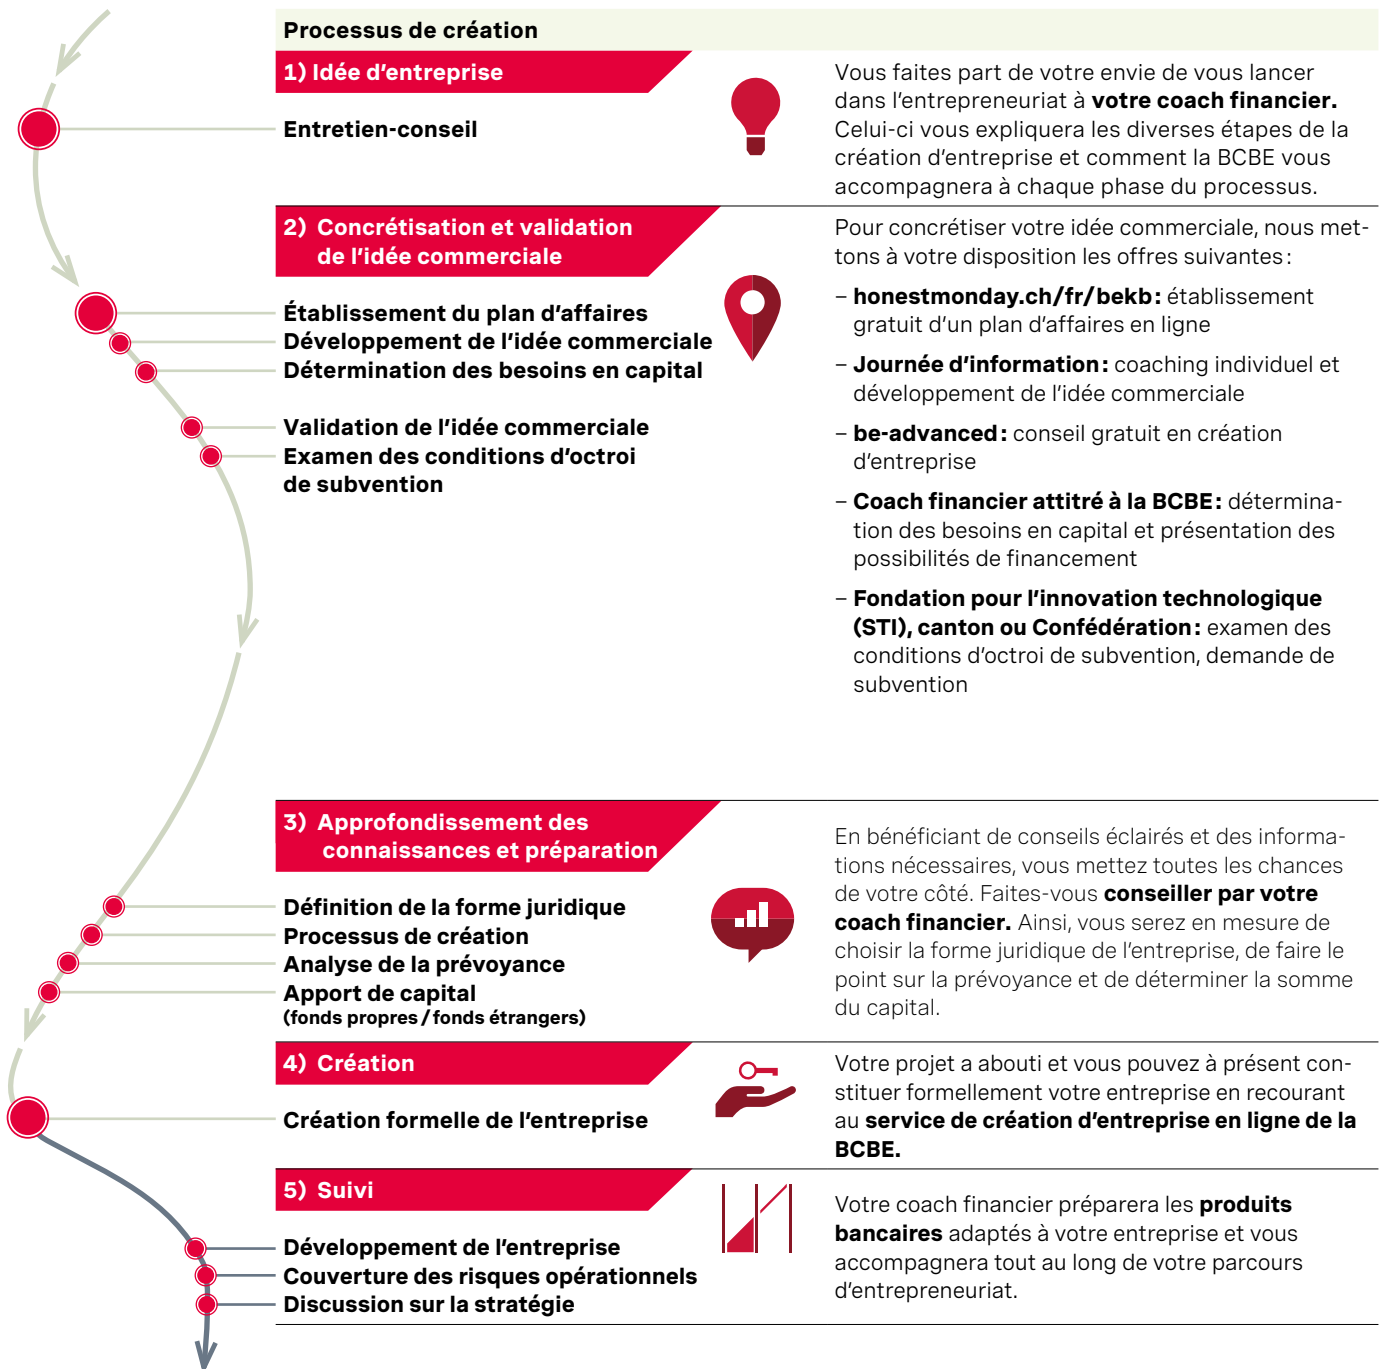 Processus de création
1) Idée d'entreprise
Entretien-conseil
Vous faites part de votre envie de vous lancer
dans l'entrepreneuriat à votre coach financier.
Celui-ci vous expliquera les diverses étapes de la
création d'entreprise et comment la BCBE vous
accompagnera à chaque phase du processus.
2) Concrétisation et validation
de l'idée commerciale
Établissement du plan d'affaires
Développement de l'idée commerciale
Détermination des besoins en capital
Validation de l'idée commerciale
Examen des conditions d'octroi
de subvention
Pour concrétiser votre idée commerciale, nous met-
tons à votre disposition les offres suivantes :
– honestmonday.ch/fr/bekb : établissement
gratuit d'un plan d'affaires en ligne
– Journée d'information : coaching individuel et
développement de l'idée commerciale
– be-advanced : conseil gratuit en création
d'entreprise
– Coach financier attitré à la BCBE : détermina-
tion des besoins en capital et présentation des
possibilités de financement
– Fondation pour l'innovation technologique
(STI), canton ou Confédération : examen des
conditions d'octroi de subvention, demande de
subvention
3) Approfondissement des
connaissances et préparation
Définition de la forme juridique
Processus de création
Analyse de la prévoyance
Apport de capital
(fonds propres / fonds étrangers)
En bénéficiant de conseils éclairés et des informa-
tions nécessaires, vous mettez toutes les chances
de votre côté. Faites-vous conseiller par votre
coach financier. Ainsi, vous serez en mesure de
choisir la forme juridique de l'entreprise, de faire le
point sur la prévoyance et de déterminer la somme
du capital.
4) Création
Création formelle de l'entreprise
Votre projet a abouti et vous pouvez à présent con-
stituer formellement votre entreprise en recourant
au service de création d'entreprise en ligne de la
BCBE.
5) Suivi
Développement de l'entreprise
Couverture des risques opérationnels
Discussion sur la stratégie
Votre coach financier préparera les produits
bancaires adaptés à votre entreprise et vous
accompagnera tout au long de votre parcours
d'entrepreneuriat.